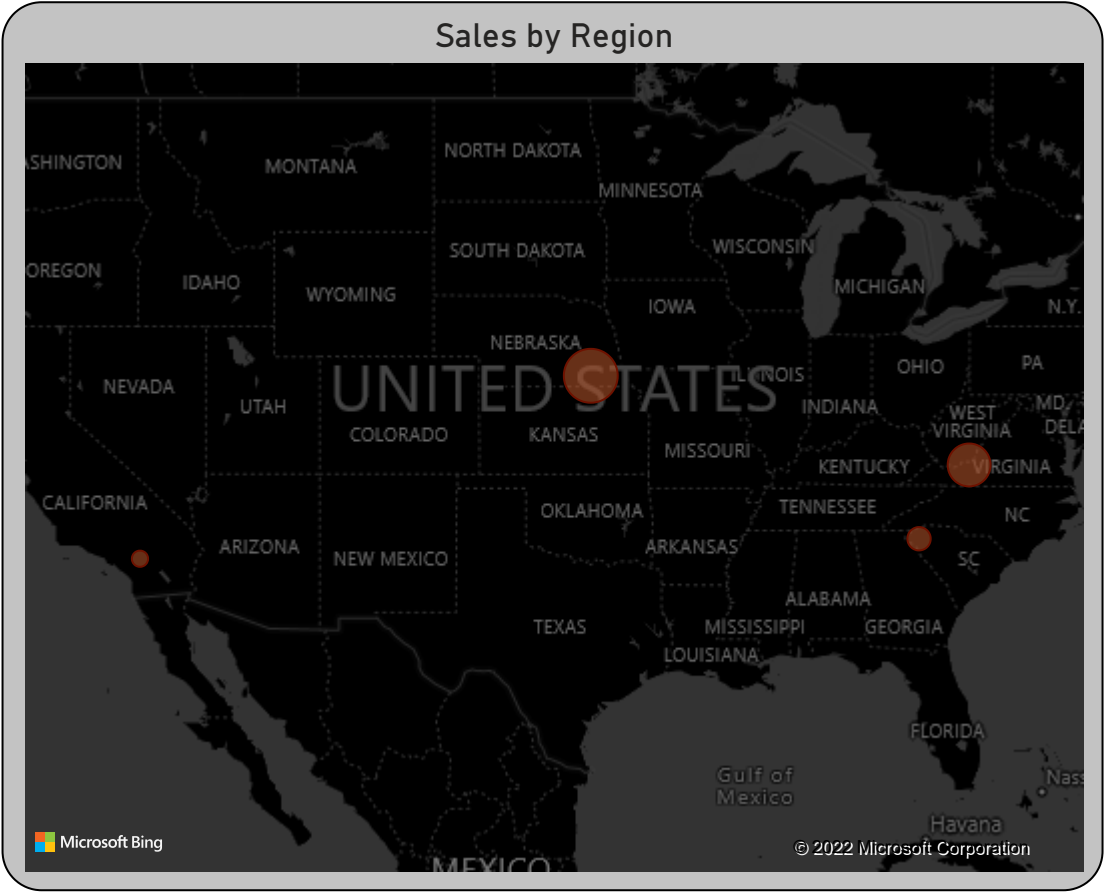 Sales by Region
NORTH DAKOTA
ASHINGTON
MONTANA
MINNESOTA
SOUTH DAKOTA
WISCONSIN
OREGON
IDAHO
MICHIGAN
WYOMING
IOWA
N.Y.
NEBRASKA
PA
OHIO
ILLINOIS
NEVADA
UNITED STATES
UTAH
INDIANA
MD
WEST
VIRGINIA
DELA
COLORADO
KANSAS
MISSOURI
KENTUCKY
VIRGINIA
CALIFORNIA
TENNESSEE
OKLAHOMA
NC
ARIZONA
ARKANSAS
NEW MEXICO
SC
ALABAMA
TEXAS
MISSISSIPPI
GEORGIA
LOUISIANA
FLORIDA
Gulf of
Mexico
Nass
Havana
Microsoft Bing
© 2022 Microsoft Corporation
MEXICO